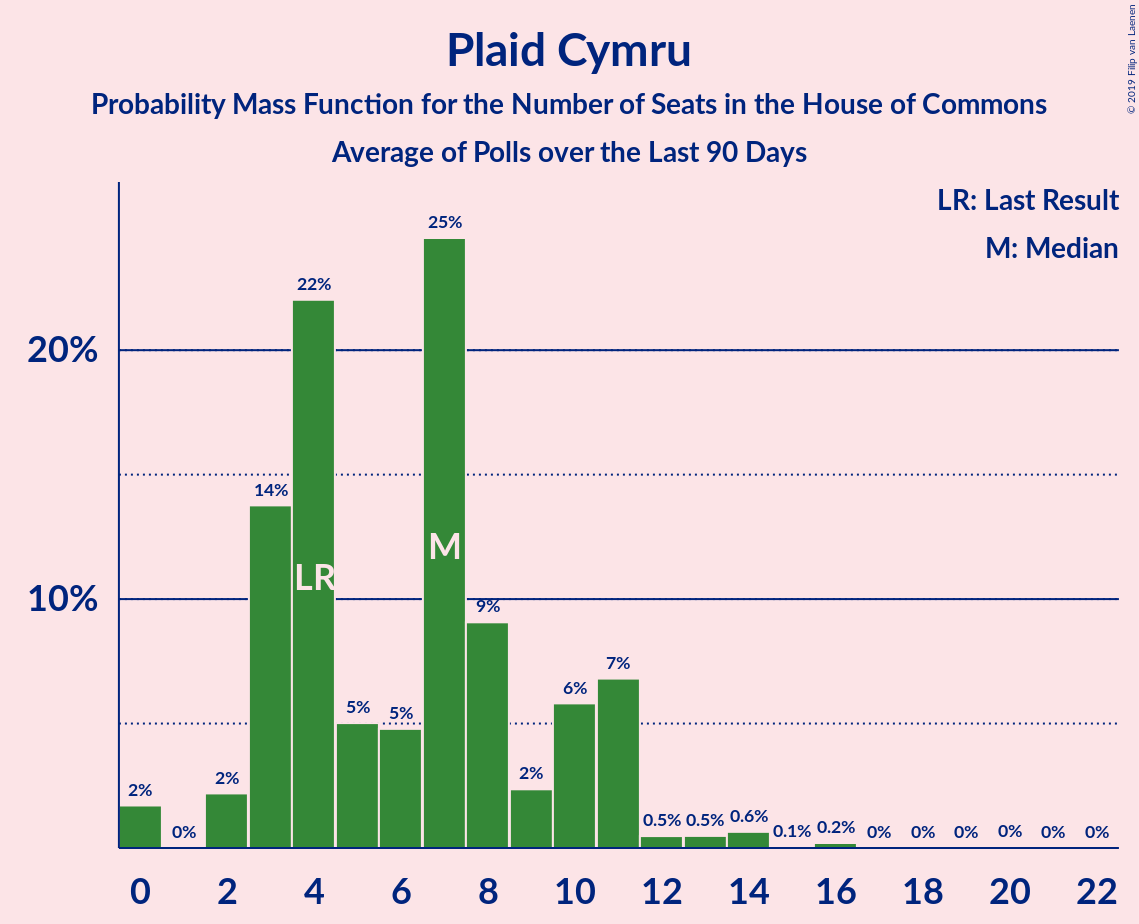 © 2019 Filip van Laenen
Plaid Cymru
Probability Mass Function for the Number of Seats in the House of Commons
Average of Polls over the Last 90 Days
LR: Last Result
M: Median
20%
10%
2%
0%
2%
14%
22%
5%
5%
25%
9%
2%
6%
7%
0.5%
0.5%
0.6%
0.1%
0.2%
0%
0%
0%
0%
0%
0%
LR
M
0 2 4 6 8 10 12 14 16 18 20 22